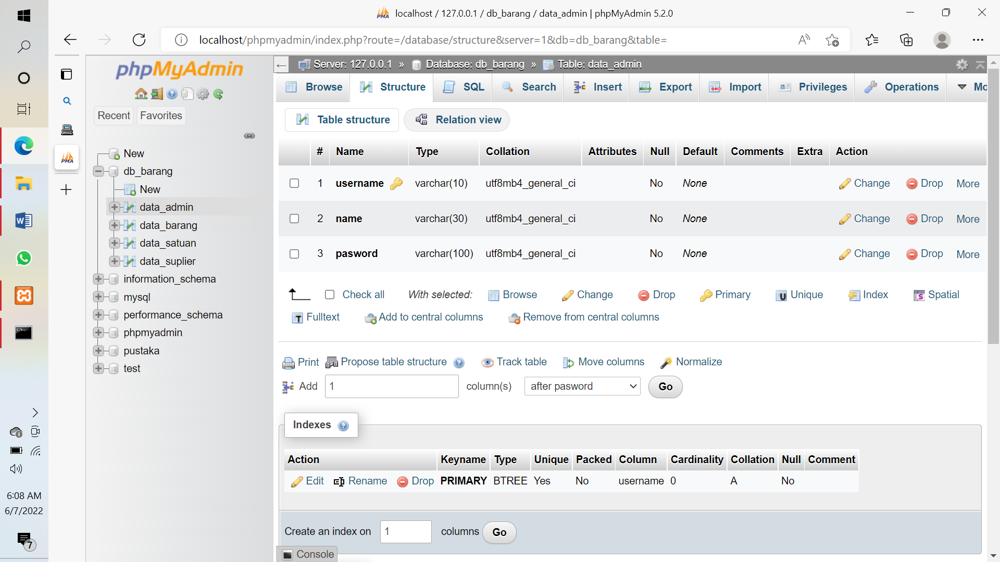 localhost / 127.0.0.1 / db_barang / data_admin | phpMyAdmin 5.2.0
localhost/phpmyadmin/index.php?route=/database/structure&server=1&db=db_barang&table=
phpMyAdmin
Recent Favorites
New
db_barang
New
data_admin
data_barang
data_satuan
data_suplier
information_schema
mysql
performance_schema
phpmyadmin
pustaka
test
PMA
6:08 AM
6/7/2022
7
Server: 127.0.0.1 » Database: db_barang » Table: data_admin
Browse Structure SQL Search Insert Export Import Privileges Operations Mo
Table structure Relation view
# Name Type Collation Attributes Null Default Comments Extra Action
1 username varchar(10) utf8mb4_general_ci No None Change Drop More
2 name varchar(30) utf8mb4_general_ci No None Change Drop More
3 pasword varchar(100) utf8mb4_general_ci No None Change Drop More
Check all With selected: Browse Change Drop Primary Unique Index Spatial
Fulltext Add to central columns Remove from central columns
Print Propose table structure Track table Move columns Normalize
Add 1 column(s) after pasword Go
Indexes
Action Keyname Type Unique Packed Column Cardinality Collation Null Comment
Edit Rename Drop PRIMARY BTREE Yes No username 0 A No
Create an index on 1 columns Go
Console